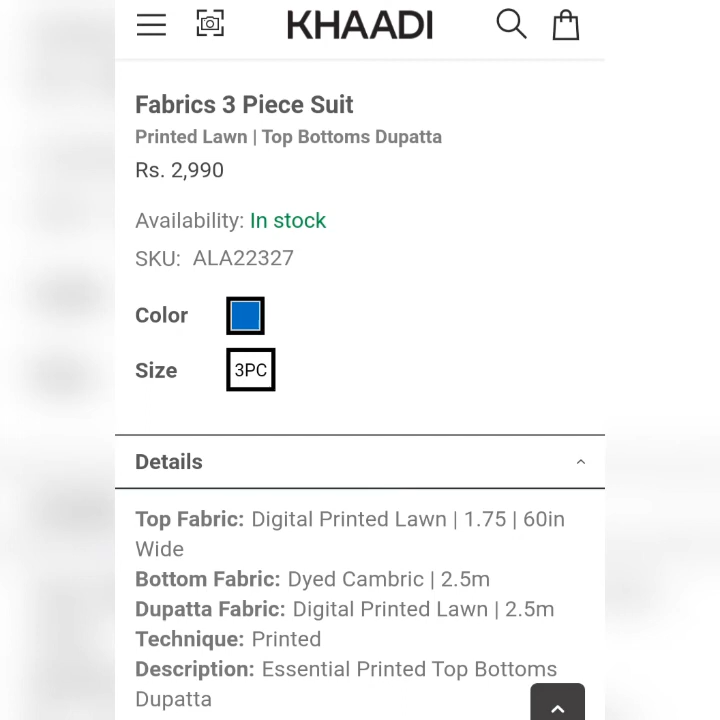 KHAADI
Fabrics 3 Piece Suit
Printed Lawn | Top Bottoms Dupatta
Rs. 2,990
Availability: In stock
SKU: ALA22327
Color
Size 3PC
Details
Top Fabric: Digital Printed Lawn | 1.75 | 60in
Wide
Bottom Fabric: Dyed Cambric | 2.5m
Dupatta Fabric: Digital Printed Lawn | 2.5m
Technique: Printed
Description: Essential Printed Top Bottoms
Dupatta